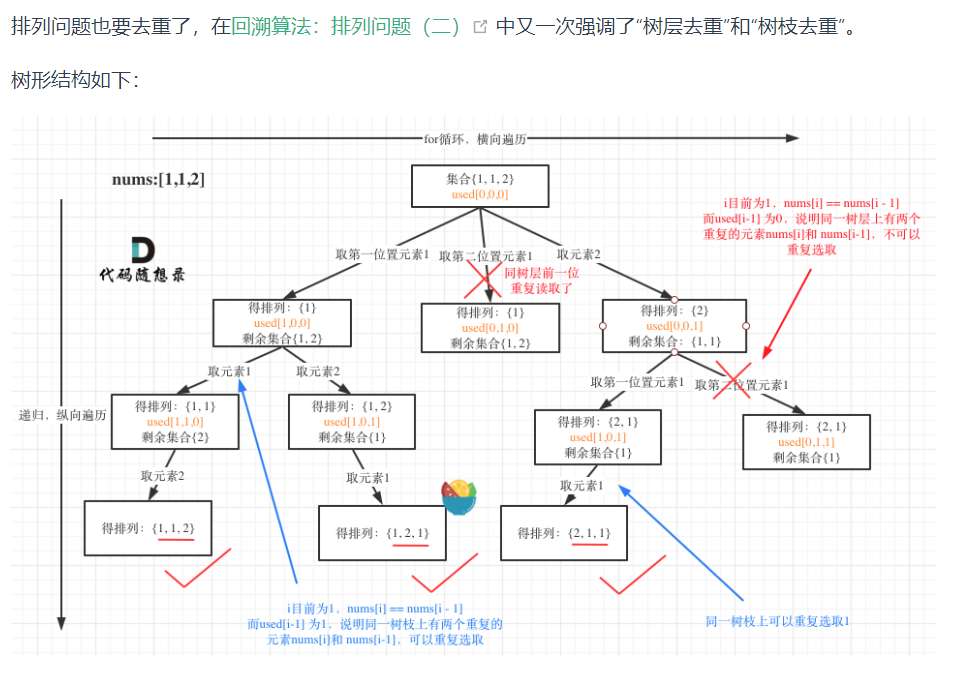 排列问题也要去重了，在回溯算法：排列问题（二）中又一次强调了“树层去重”和“树枝去重”。
树形结构如下：
for循环，横向遍历
nums:[1,1,2]
集合{1, 1, 2}
used[0,0,0]
i目前为1，nums[i] == nums[i - 1]
而used[i-1] 为0，说明同一树层上有两个
重复的元素nums[i]和 nums[i-1]，不可以
重复选取
代码随想录
取第一位置元素1
取第二位置元素1
取元素2
同树层前一位
重复读取了
得排列：{1}
used[1,0,0]
剩余集合{1, 2}
得排列：{1}
used[0,1,0]
剩余集合{1, 2}
得排列：{2}
used[0,0,1]
剩余集合：{1, 1}
取元素1
取元素2
取第一位置元素1
取第二位置元素1
递归，纵向遍历
得排列：{1, 1}
used[1,1,0]
剩余集合{2}
得排列：{1, 2}
used[1,0,1]
剩余集合{1}
得排列：{2, 1}
used[1,0,1]
剩余集合{1}
得排列：{2, 1}
used[0,1,1]
剩余集合{1}
取元素2
取元素1
取元素1
得排列：{1, 1, 2}
得排列：{1, 2, 1}
得排列：{2, 1, 1}
i目前为1，nums[i] == nums[i - 1]
而used[i-1] 为1，说明同一树枝上有两个重复的
元素nums[i]和 nums[i-1]，可以重复选取
同一树枝上可以重复选取1